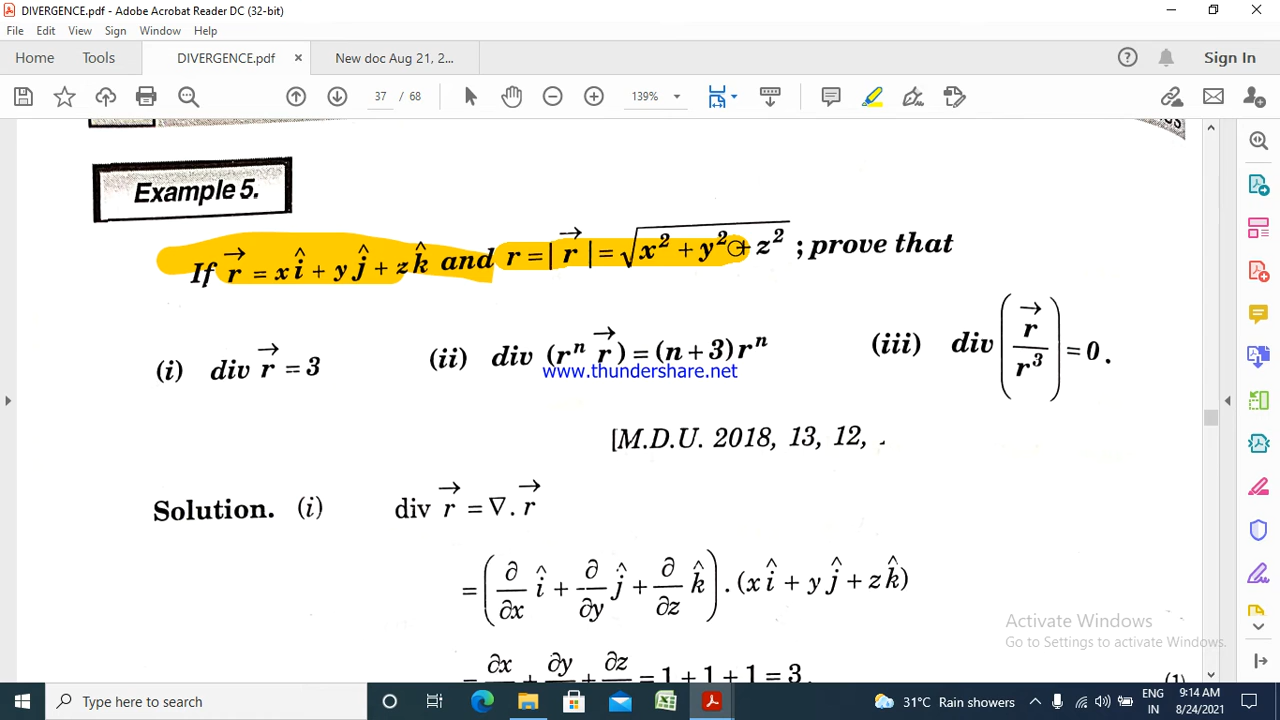 DIVERGENCE.pdf - Adobe Acrobat Reader DC (32-bit)
File Edit View Sign Window Help
Home Tools DIVERGENCE.pdf × New doc Aug 21, 2... Sign In
37 / 68 139%
Example 5.
If r⃗ = x î + y ĵ + z k̂ and r = | r⃗ | = √(x² + y² + z²) ; prove that
(i) div r⃗ = 3 (ii) div (rⁿ r⃗) = (n + 3) rⁿ (iii) div (r⃗ / r³) = 0 .
www.thundershare.net
[M.D.U. 2018, 13, 12,
Solution. (i) div r⃗ = ∇ . r⃗
= (∂/∂x î + ∂/∂y ĵ + ∂/∂z k̂) . (x î + y ĵ + z k̂)
= ∂x + ∂y + ∂z = 1 + 1 + 1 = 3.
Activate Windows
Go to Settings to activate Windows.
Type here to search 31°C Rain showers ENG IN 9:14 AM 8/24/2021